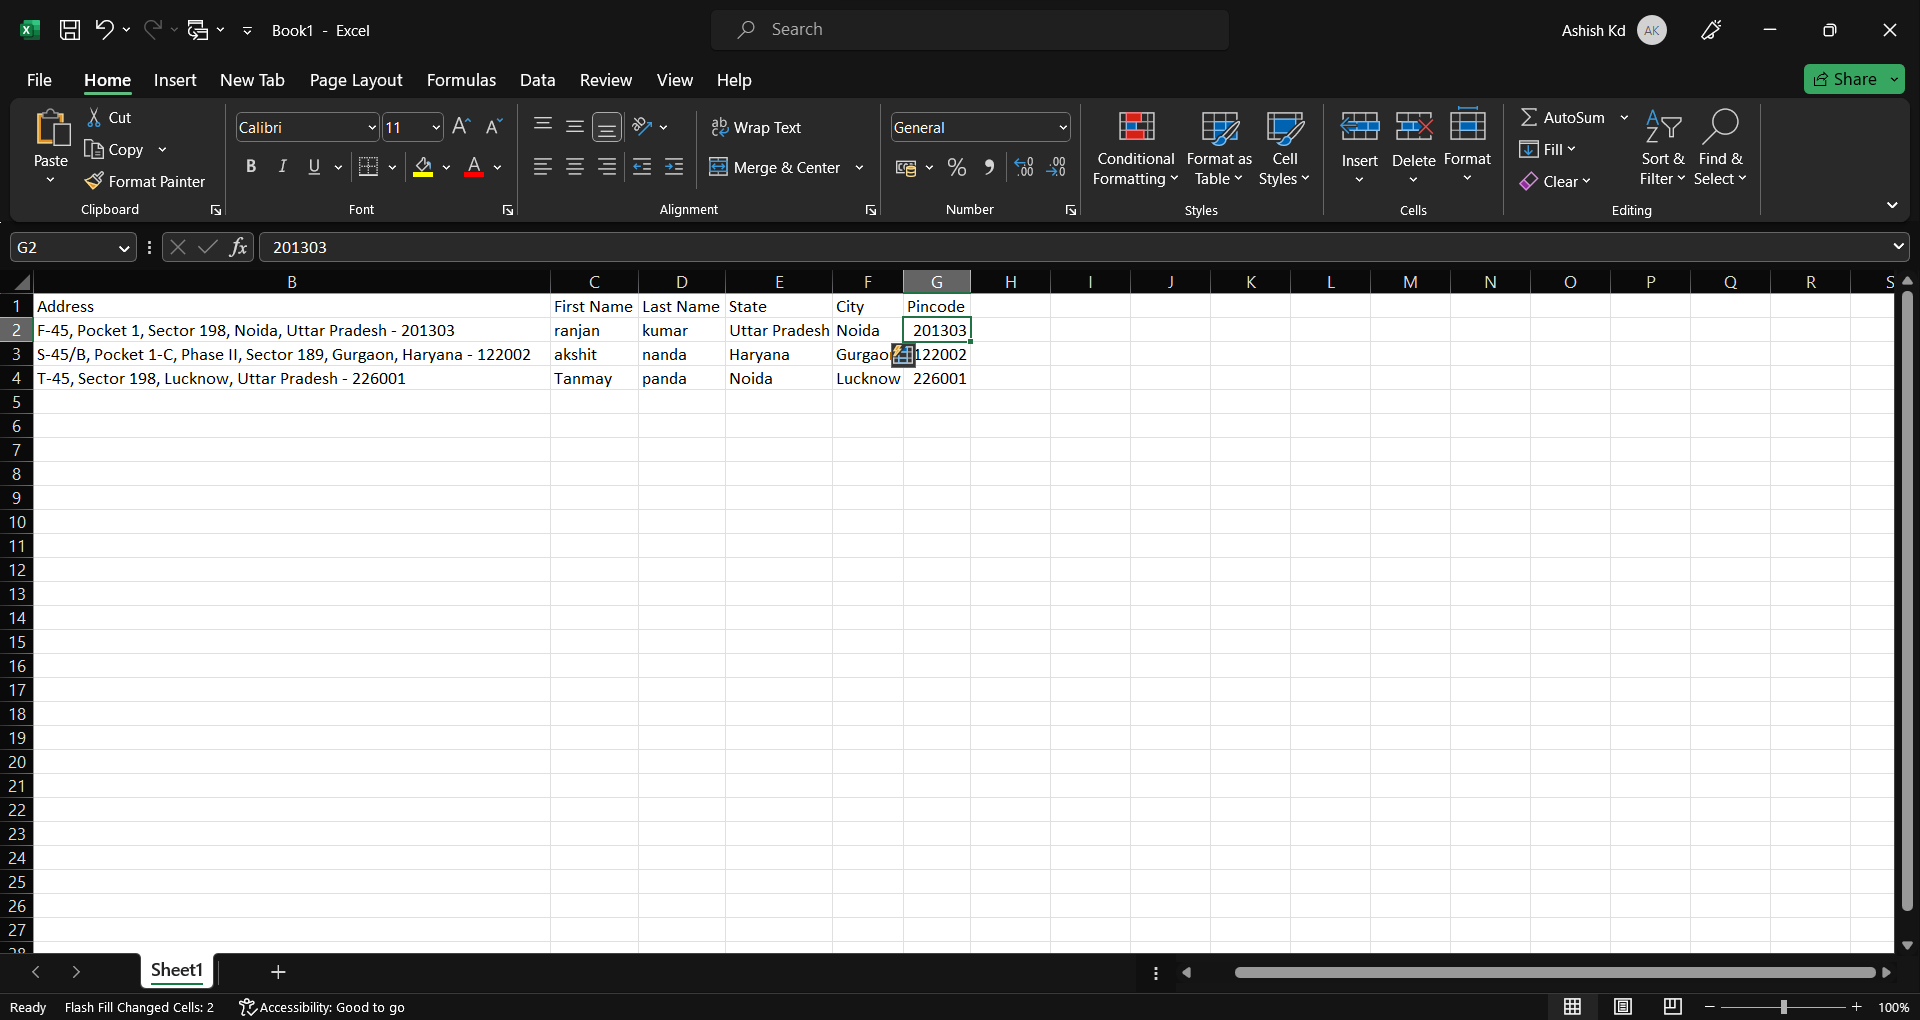 Book1 - Excel
Search
Ashish Kd AK
File Home Insert New Tab Page Layout Formulas Data Review View Help
Share
Paste
Cut
Copy
Format Painter
Clipboard
Calibri 11
B I U A
Font
Wrap Text
Merge & Center
Alignment
General
Number
Conditional Formatting
Format as Table
Cell Styles
Styles
Insert Delete Format
Cells
AutoSum
Fill
Clear
Sort & Filter
Find & Select
Editing
G2 fx 201303
B C D E F G H I J K L M N O P Q R S
1 Address First Name Last Name State City Pincode
2 F-45, Pocket 1, Sector 198, Noida, Uttar Pradesh - 201303 ranjan kumar Uttar Pradesh Noida 201303
3 S-45/B, Pocket 1-C, Phase II, Sector 189, Gurgaon, Haryana - 122002 akshit nanda Haryana Gurgaon 122002
4 T-45, Sector 198, Lucknow, Uttar Pradesh - 226001 Tanmay panda Noida Lucknow 226001
5
6
7
8
9
10
11
12
13
14
15
16
17
18
19
20
21
22
23
24
25
26
27
28
Sheet1
Ready Flash Fill Changed Cells: 2 Accessibility: Good to go 100%